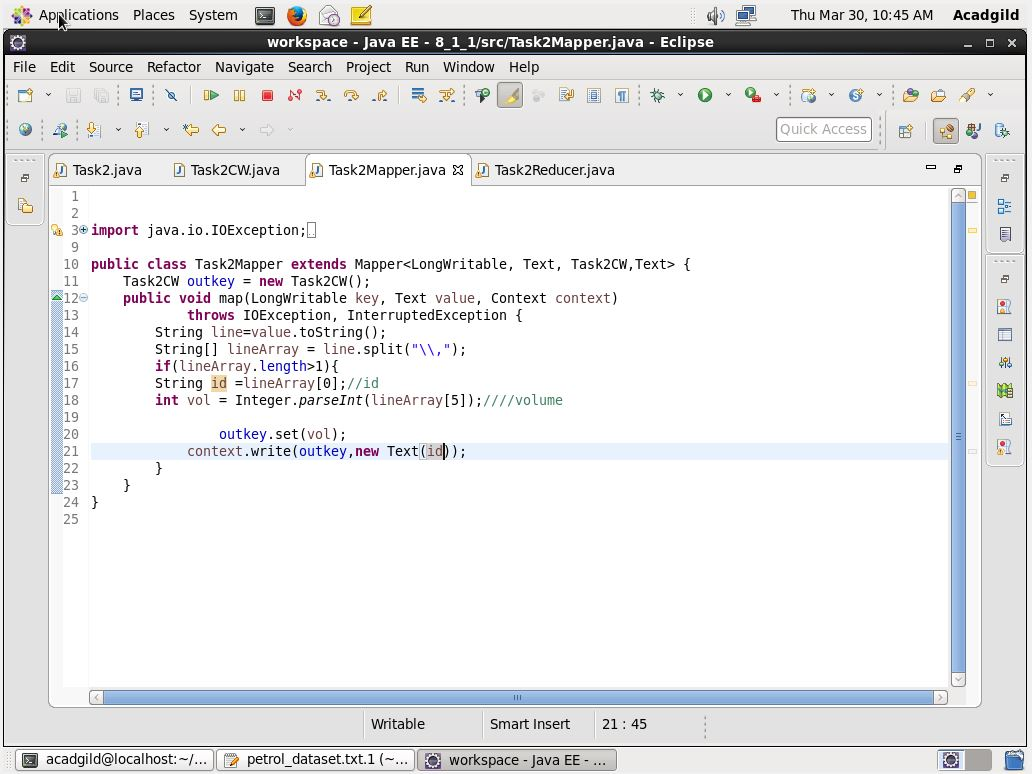 Applications Places System Thu Mar 30, 10:45 AM Acadgild
workspace - Java EE - 8_1_1/src/Task2Mapper.java - Eclipse
File Edit Source Refactor Navigate Search Project Run Window Help
Quick Access
Task2.java Task2CW.java Task2Mapper.java Task2Reducer.java
1
2
3 import java.io.IOException;
9
10 public class Task2Mapper extends Mapper<LongWritable, Text, Task2CW,Text> {
11 Task2CW outkey = new Task2CW();
12 public void map(LongWritable key, Text value, Context context)
13 throws IOException, InterruptedException {
14 String line=value.toString();
15 String[] lineArray = line.split("\\,");
16 if(lineArray.length>1){
17 String id =lineArray[0];//id
18 int vol = Integer.parseInt(lineArray[5]);////volume
19
20 outkey.set(vol);
21 context.write(outkey,new Text(id));
22 }
23 }
24 }
25
Writable Smart Insert 21 : 45
acadgild@localhost:~/... petrol_dataset.txt.1 (~... workspace - Java EE - ...